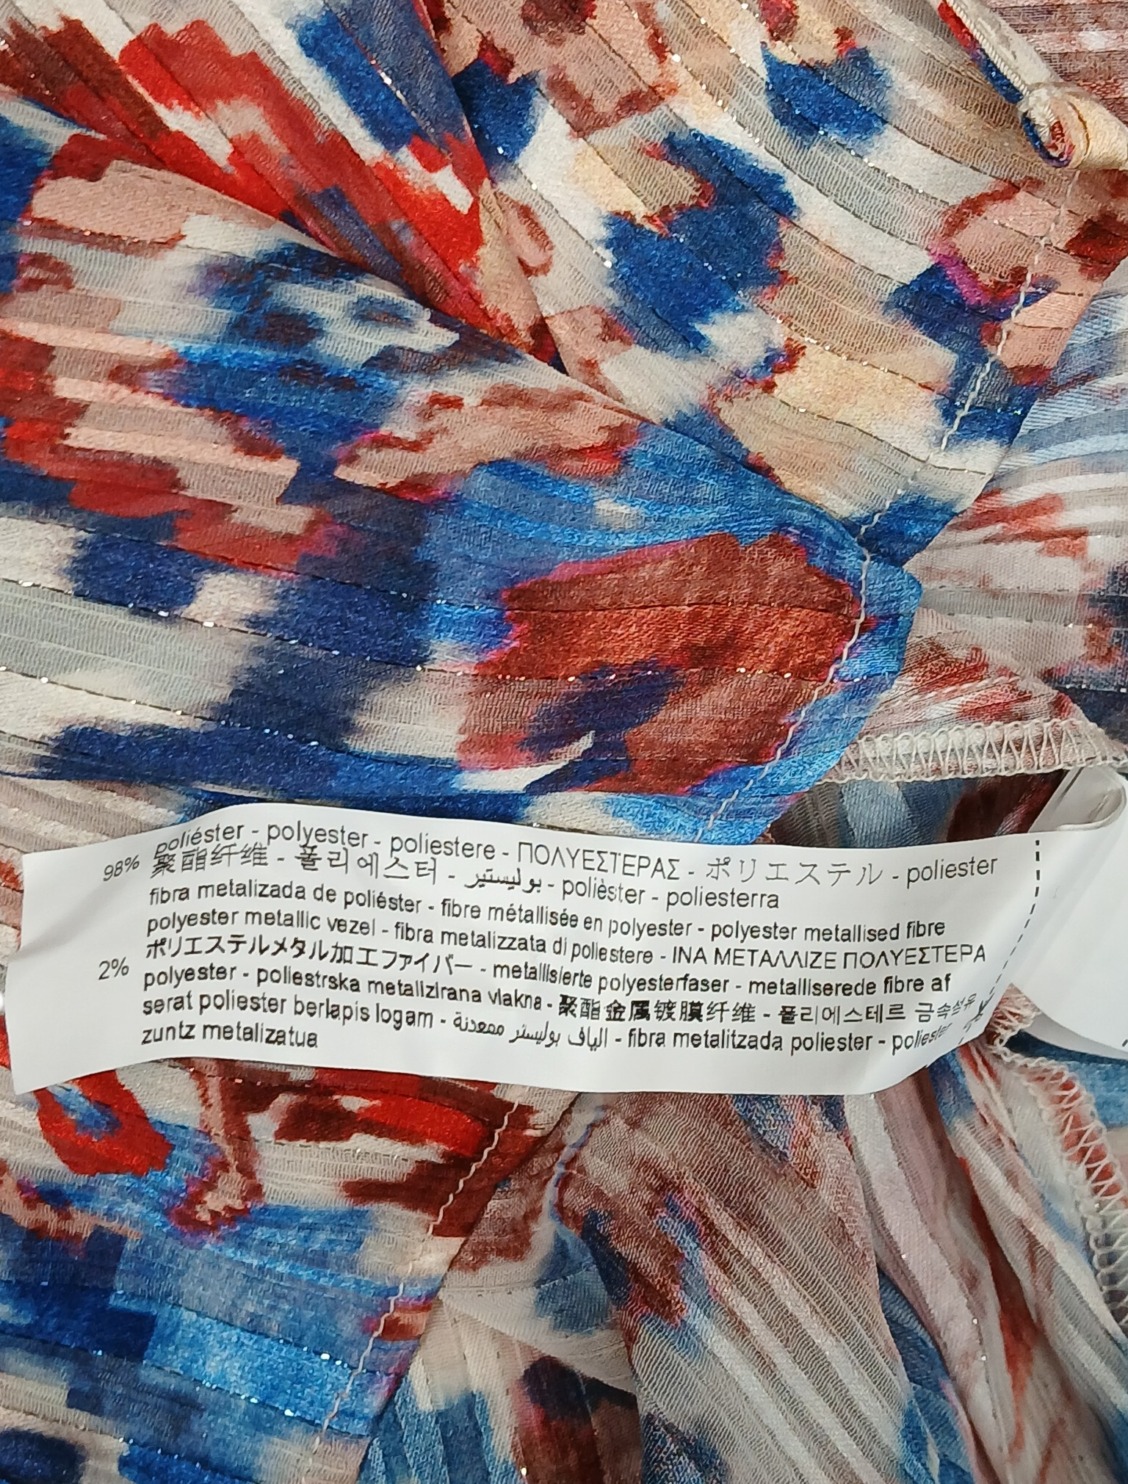 98% poliéster - polyester - poliestere - ΠΟΛΥΕΣΤΕΡΑΣ - ポリエステル - poliester
聚酯纤维 - 폴리에스터 - بوليستير - poliéster - poliesterra
fibra metalizada de poliéster - fibre métallisée en polyester - polyester metallised fibre
polyester metallic vezel - fibra metalizzata di poliestere - ΙΝΑ ΜΕΤΑΛΛΙΖΕ ΠΟΛΥΕΣΤΕΡΑ
2% ポリエステルメタル加工ファイバー - metallisierte polyesterfaser - metalliserede fibre af
polyester - poliestrska metalizirana vlakna - 聚酯金属镀膜纤维 - 폴리에스테르 금속섬유
serat poliester berlapis logam - الياف بوليستر ممعدنة - fibra metalitzada poliester - poliester
zuntz metalizatua